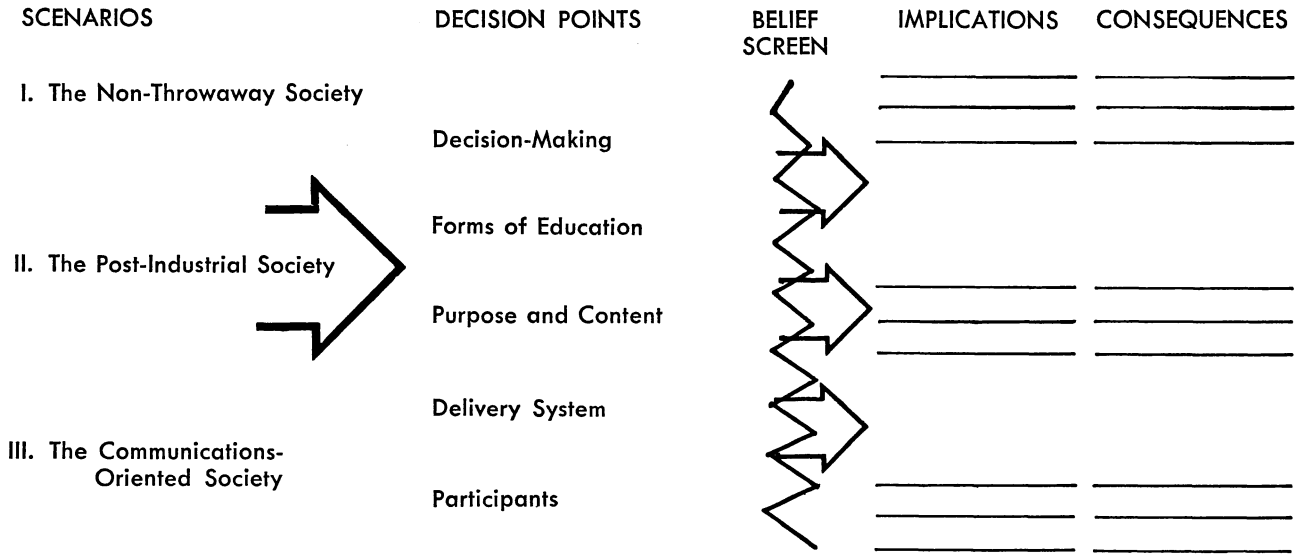 SCENARIOS
DECISION POINTS
BELIEF
SCREEN
IMPLICATIONS
CONSEQUENCES
I. The Non-Throwaway Society
II. The Post-Industrial Society
III. The Communications-
Oriented Society
Decision-Making
Forms of Education
Purpose and Content
Delivery System
Participants